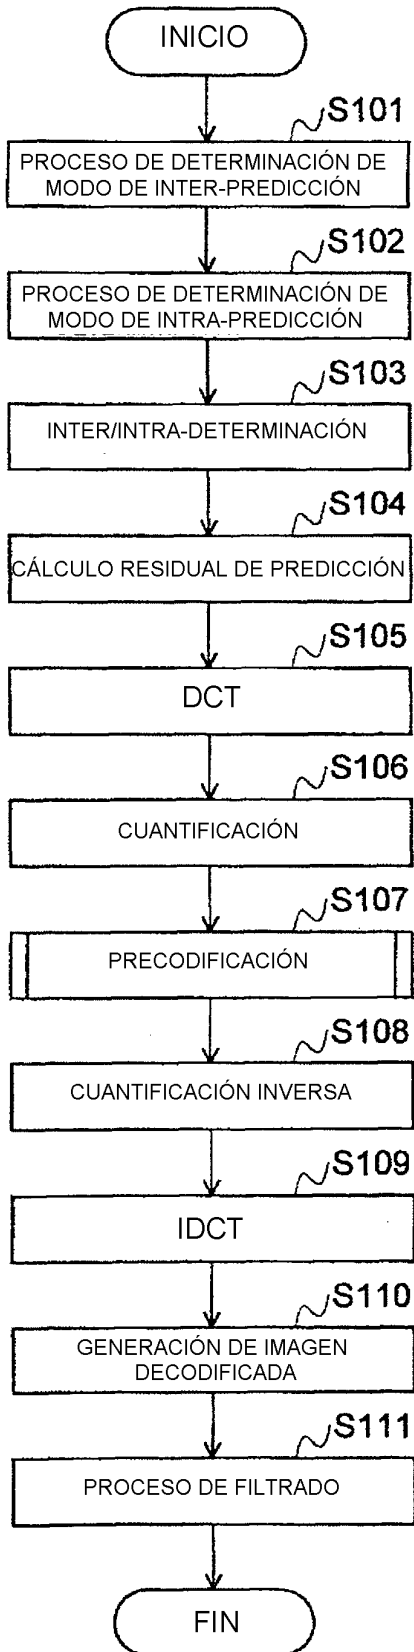 INICIO
S101
PROCESO DE DETERMINACIÓN DE
MODO DE INTER-PREDICCIÓN
S102
PROCESO DE DETERMINACIÓN DE
MODO DE INTRA-PREDICCIÓN
S103
INTER/INTRA-DETERMINACIÓN
S104
CÁLCULO RESIDUAL DE PREDICCIÓN
S105
DCT
S106
CUANTIFICACIÓN
S107
PRECODIFICACIÓN
S108
CUANTIFICACIÓN INVERSA
S109
IDCT
S110
GENERACIÓN DE IMAGEN
DECODIFICADA
S111
PROCESO DE FILTRADO
FIN